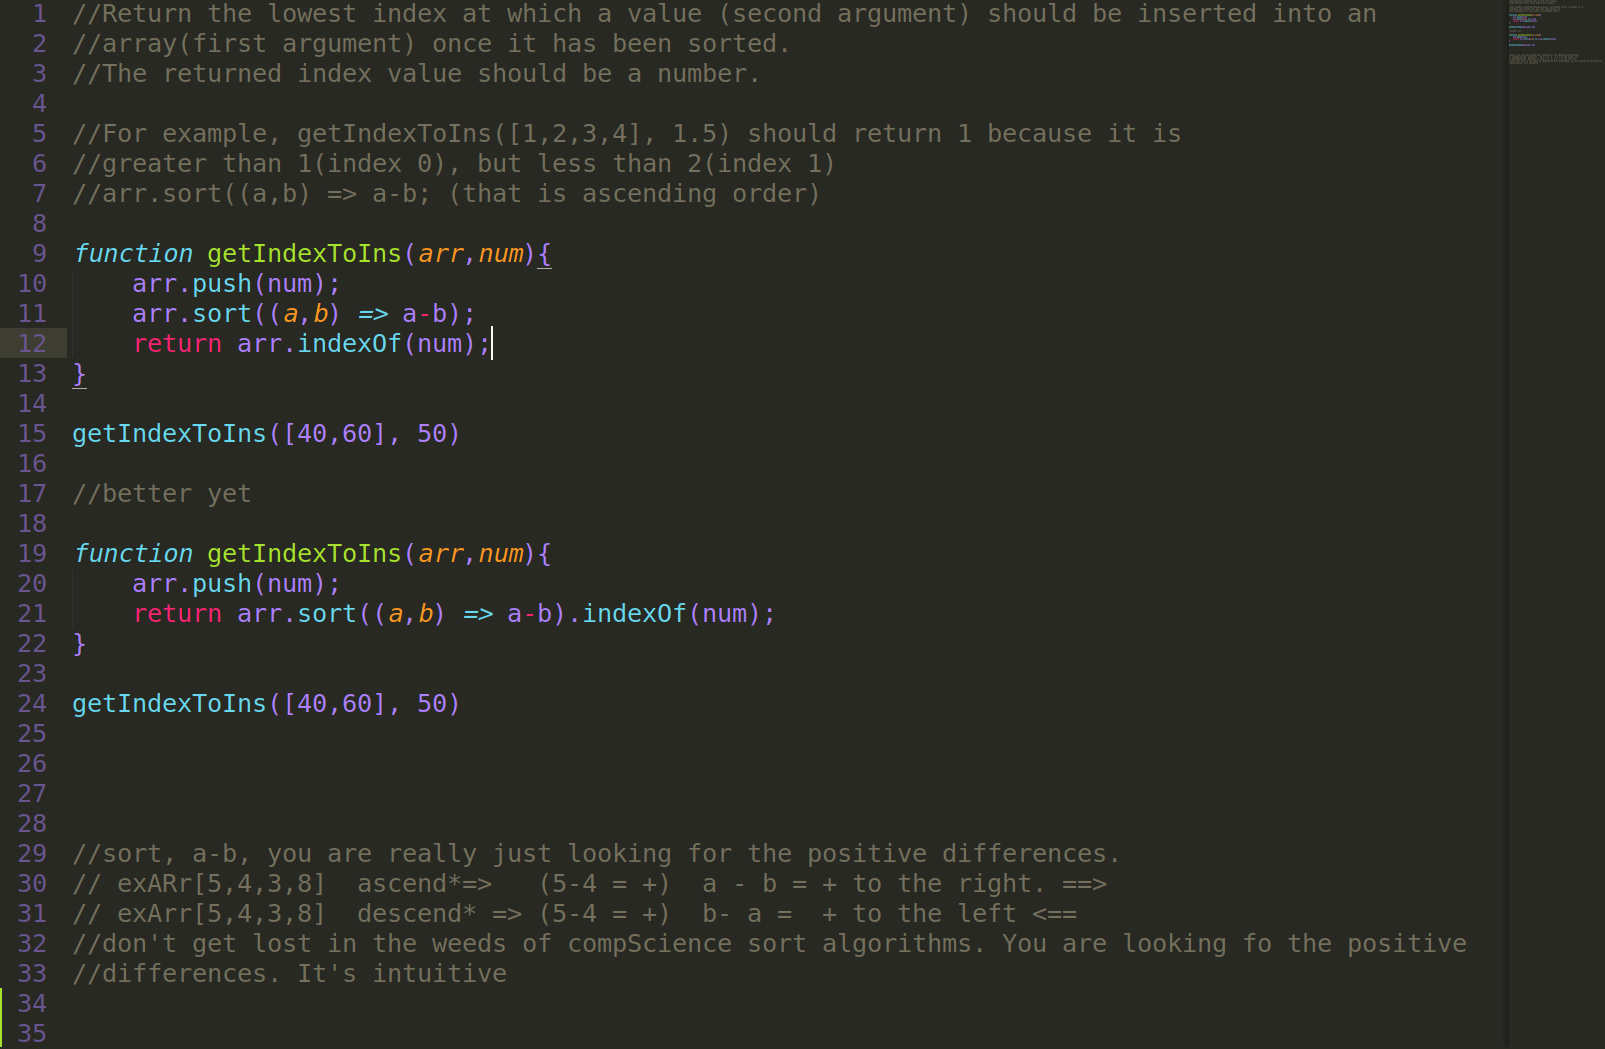 1 //Return the lowest index at which a value (second argument) should be inserted into an
2 //array(first argument) once it has been sorted.
3 //The returned index value should be a number.
4
5 //For example, getIndexToIns([1,2,3,4], 1.5) should return 1 because it is
6 //greater than 1(index 0), but less than 2(index 1)
7 //arr.sort((a,b) => a-b; (that is ascending order)
8
9 function getIndexToIns(arr,num){
10     arr.push(num);
11     arr.sort((a,b) => a-b);
12     return arr.indexOf(num);
13 }
14
15 getIndexToIns([40,60], 50)
16
17 //better yet
18
19 function getIndexToIns(arr,num){
20     arr.push(num);
21     return arr.sort((a,b) => a-b).indexOf(num);
22 }
23
24 getIndexToIns([40,60], 50)
25
26
27
28
29 //sort, a-b, you are really just looking for the positive differences.
30 // exARr[5,4,3,8]  ascend*=>   (5-4 = +)  a - b = + to the right. ==>
31 // exArr[5,4,3,8]  descend* => (5-4 = +)  b- a =  + to the left <==
32 //don't get lost in the weeds of compScience sort algorithms. You are looking fo the positive
33 //differences. It's intuitive
34
35